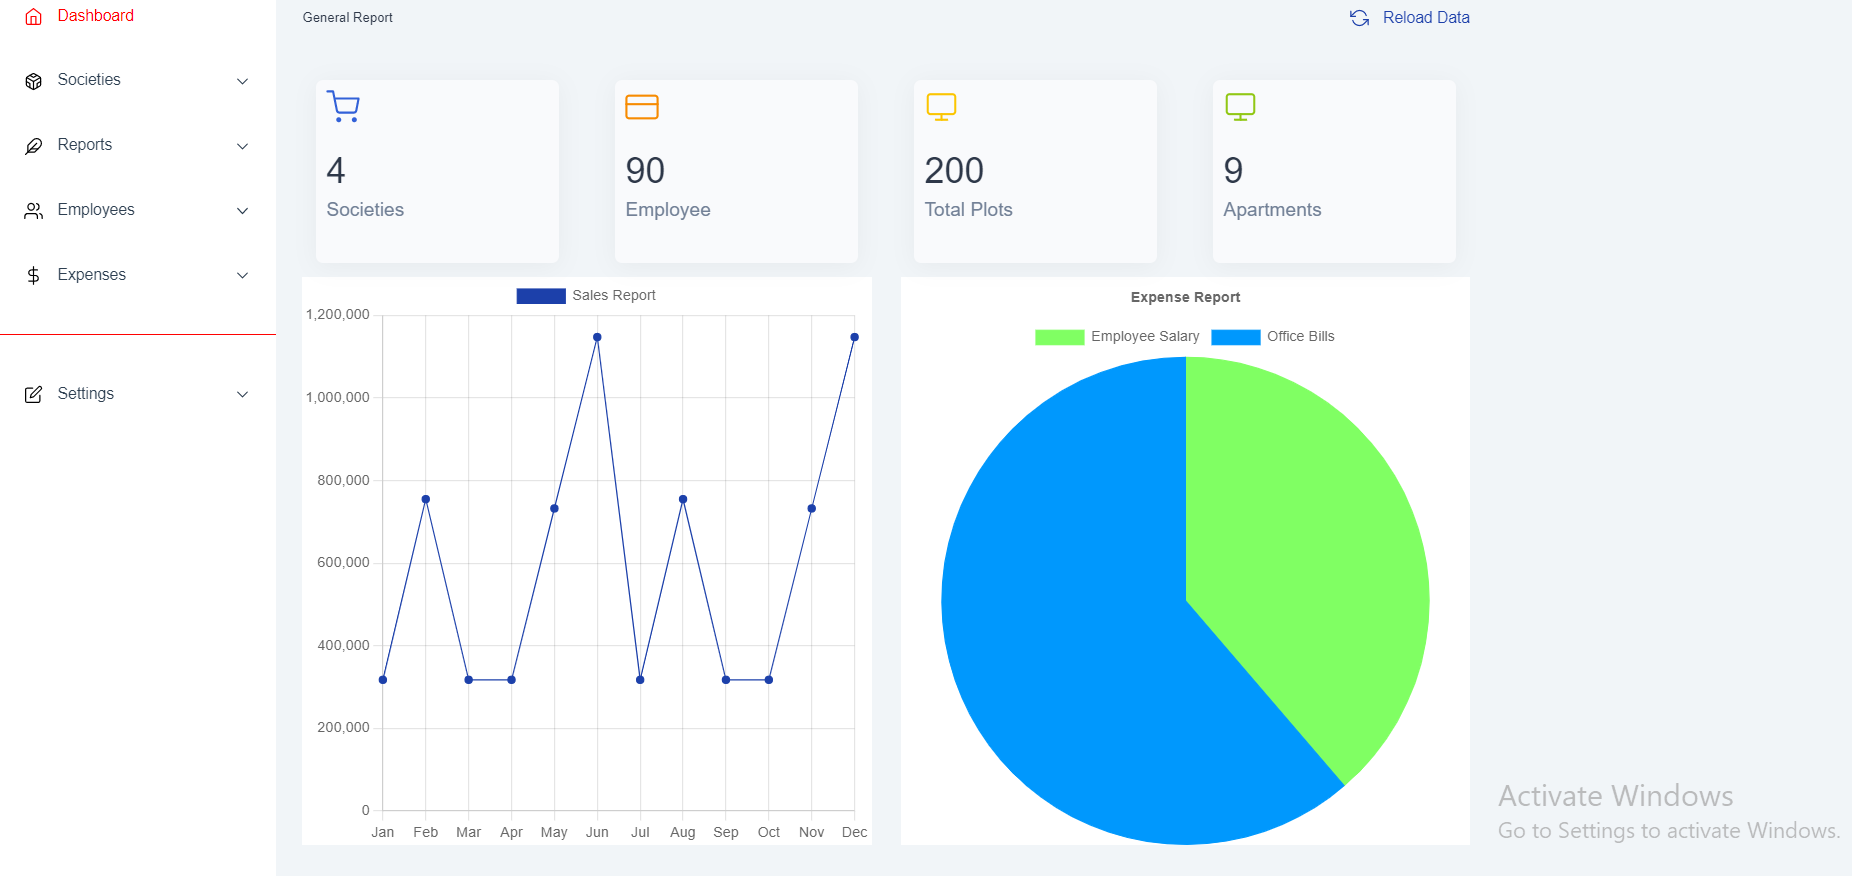 Dashboard
Societies
Reports
Employees
Expenses
Settings
General Report
Reload Data
4
Societies
90
Employee
200
Total Plots
9
Apartments
Sales Report
1,200,000
1,000,000
800,000
600,000
400,000
200,000
0
Jan Feb Mar Apr May Jun Jul Aug Sep Oct Nov Dec
Expense Report
Employee Salary Office Bills
Activate Windows
Go to Settings to activate Windows.